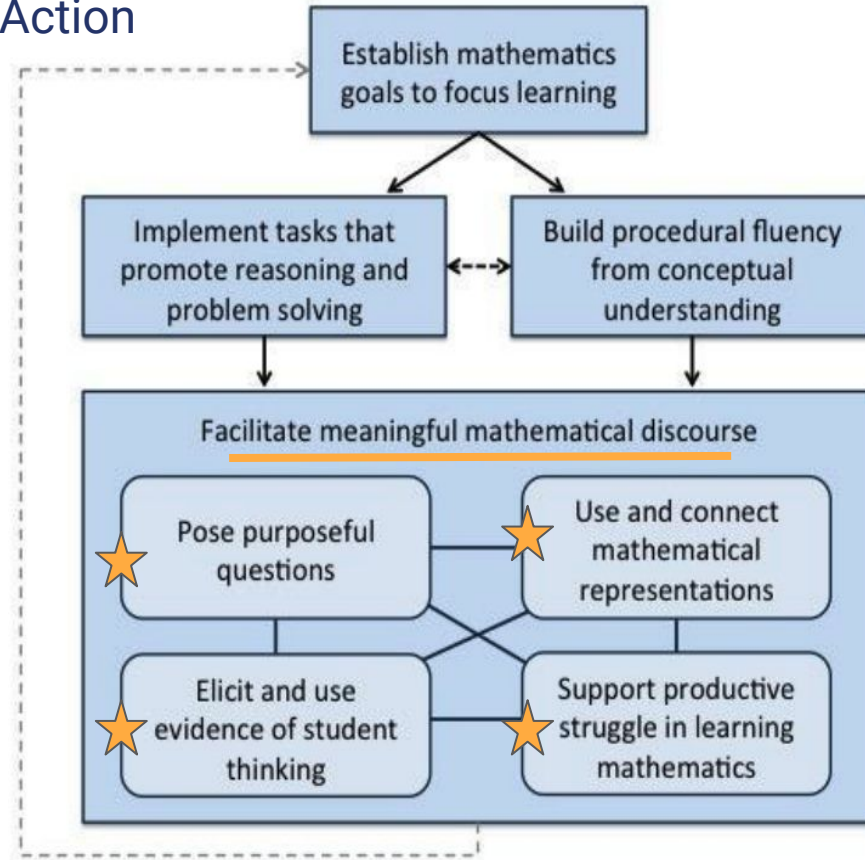 Action
Establish mathematics
goals to focus learning
Implement tasks that
promote reasoning and
problem solving
Build procedural fluency
from conceptual
understanding
Facilitate meaningful mathematical discourse
Pose purposeful
questions
Use and connect
mathematical
representations
Elicit and use
evidence of student
thinking
Support productive
struggle in learning
mathematics